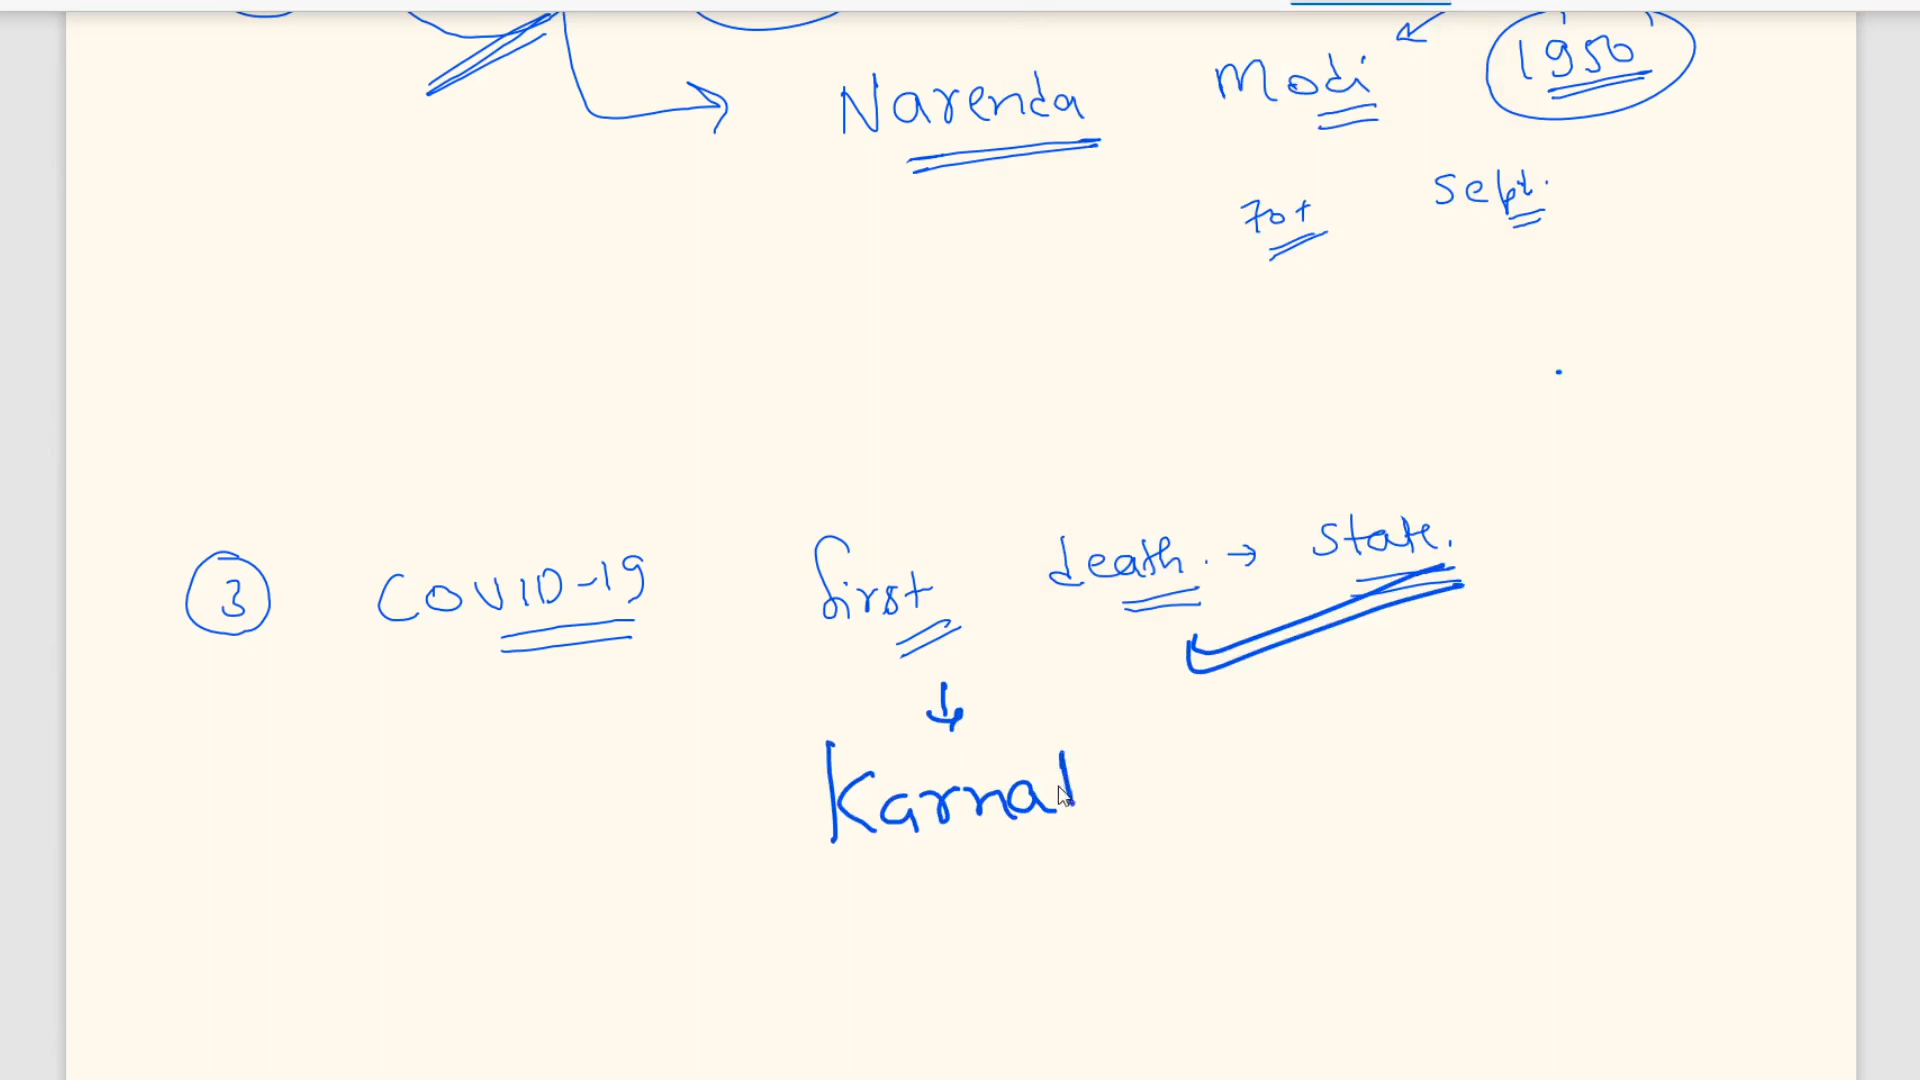 Narenda Modi 1950
70+ Sept.
3 COVID-19 first death. → State.
Karnal